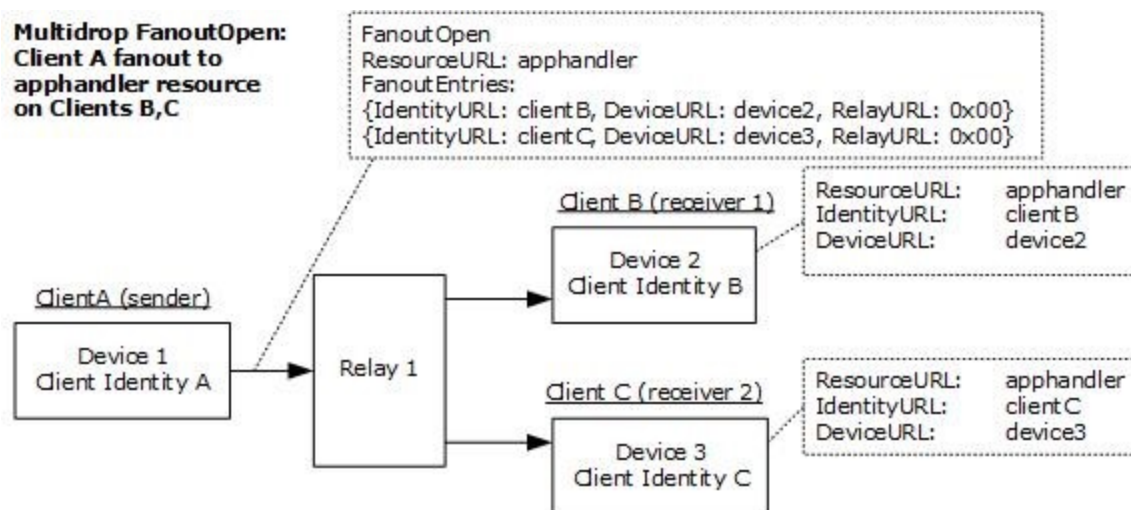 Multidrop FanoutOpen:
Client A fanout to
apphandler resource
on Clients B,C
FanoutOpen
ResourceURL: apphandler
FanoutEntries:
{IdentityURL: clientB, DeviceURL: device2, RelayURL: 0x00}
{IdentityURL: clientC, DeviceURL: device3, RelayURL: 0x00}
Client B (receiver 1)
ResourceURL: apphandler
IdentityURL: clientB
DeviceURL: device2
Device 2
Client Identity B
ClientA (sender)
Device 1
Client Identity A
Relay 1
Client C (receiver 2)
ResourceURL: apphandler
IdentityURL: clientC
DeviceURL: device3
Device 3
Client Identity C